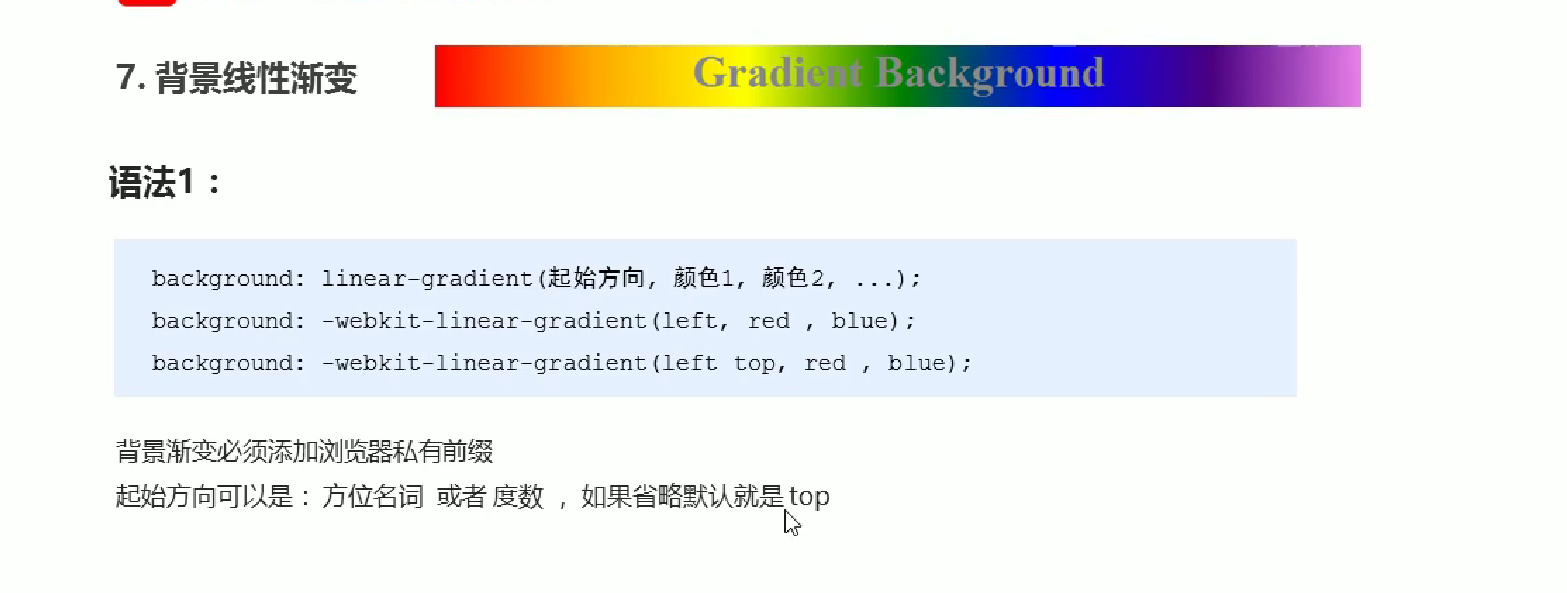 7. 背景线性渐变
Gradient Background
语法1：
background: linear-gradient(起始方向, 颜色1, 颜色2, ...);
background: -webkit-linear-gradient(left, red , blue);
background: -webkit-linear-gradient(left top, red , blue);
背景渐变必须添加浏览器私有前缀
起始方向可以是： 方位名词 或者 度数 ，如果省略默认就是 top